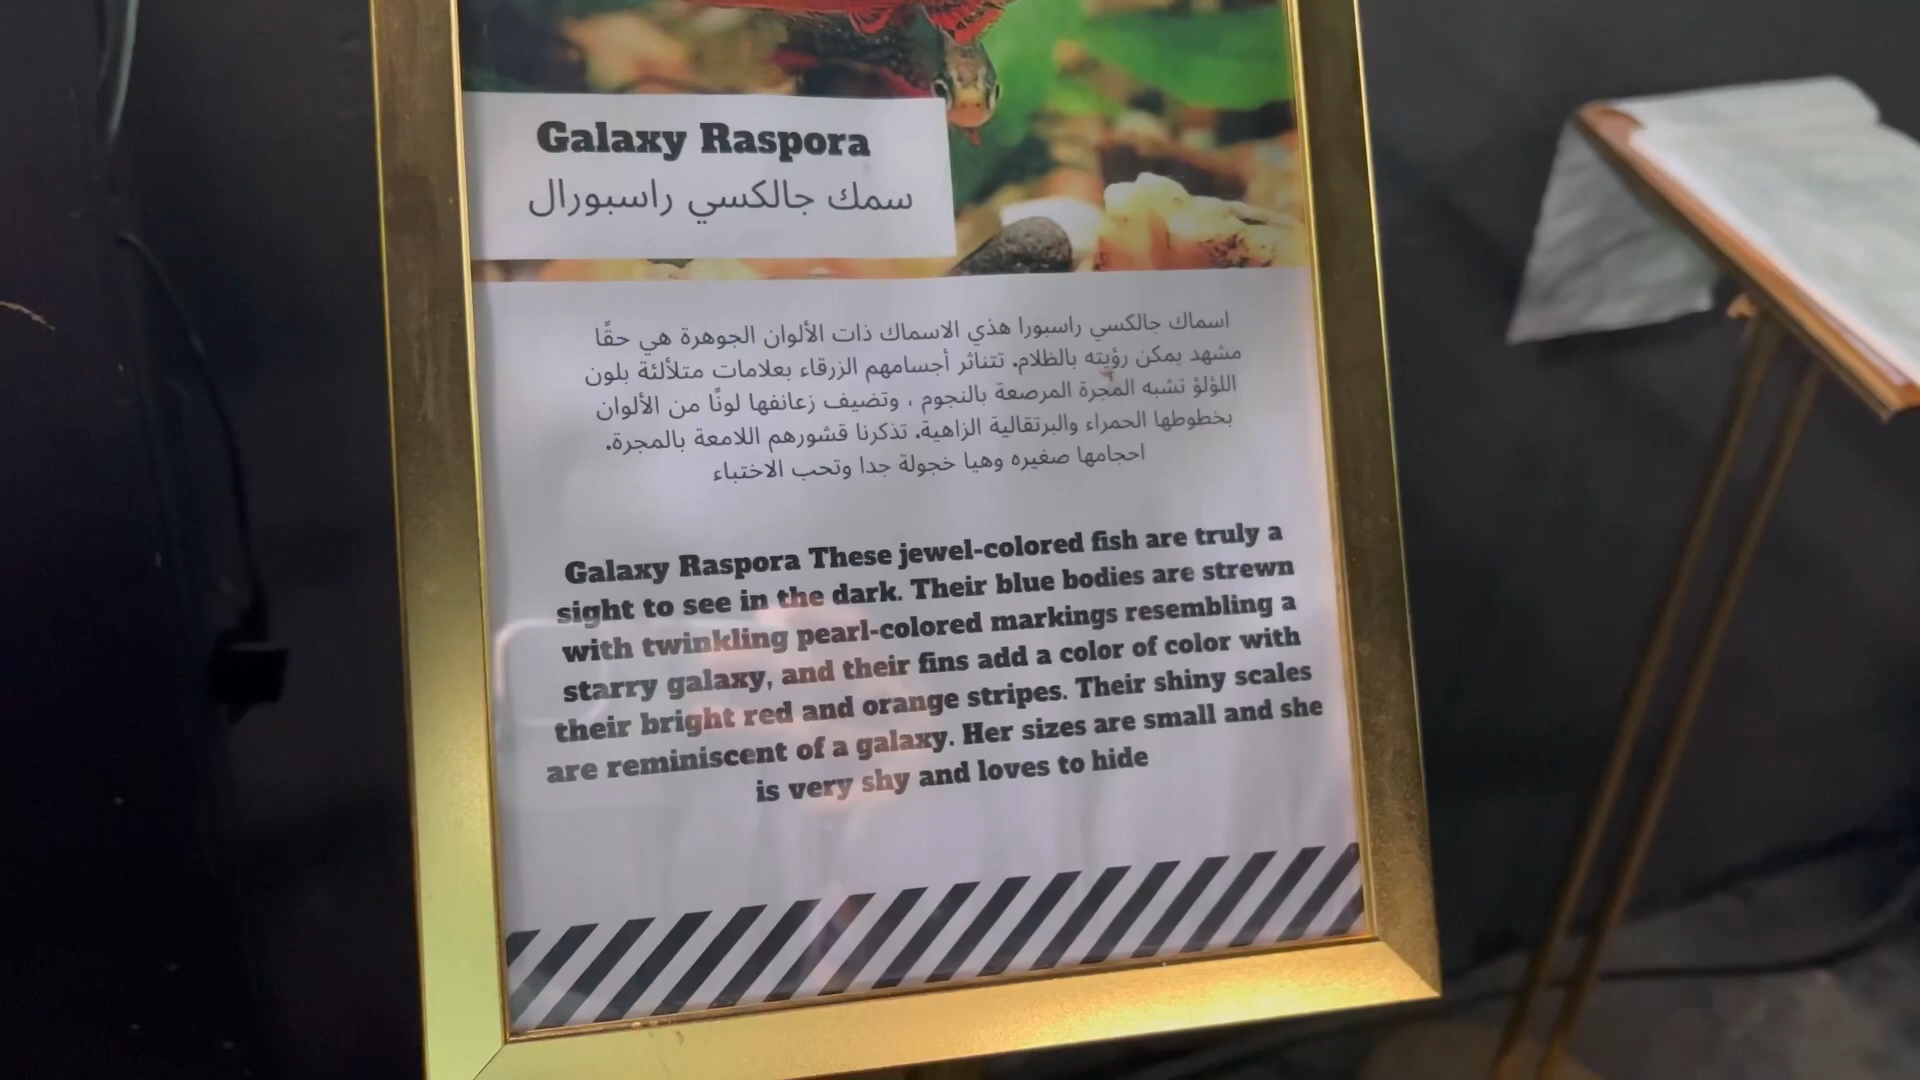 Galaxy Raspora
سمك جالكسي راسبورال
اسماك جالكسي راسبورا هذي الاسماك ذات الألوان الجوهرة هي حقًا
مشهد يمكن رؤيته بالظلام. تتناثر أجسامهم الزرقاء بعلامات متلألئة بلون
اللؤلؤ تشبه المجرة المرصعة بالنجوم ، وتضيف زعانفها لونًا من الألوان
بخطوطها الحمراء والبرتقالية الزاهية. تذكرنا قشورهم اللامعة بالمجرة.
احجامها صغيره وهيا خجولة جدا وتحب الاختباء
Galaxy Raspora These jewel-colored fish are truly a
sight to see in the dark. Their blue bodies are strewn
with twinkling pearl-colored markings resembling a
starry galaxy, and their fins add a color of color with
their bright red and orange stripes. Their shiny scales
are reminiscent of a galaxy. Her sizes are small and she
is very shy and loves to hide